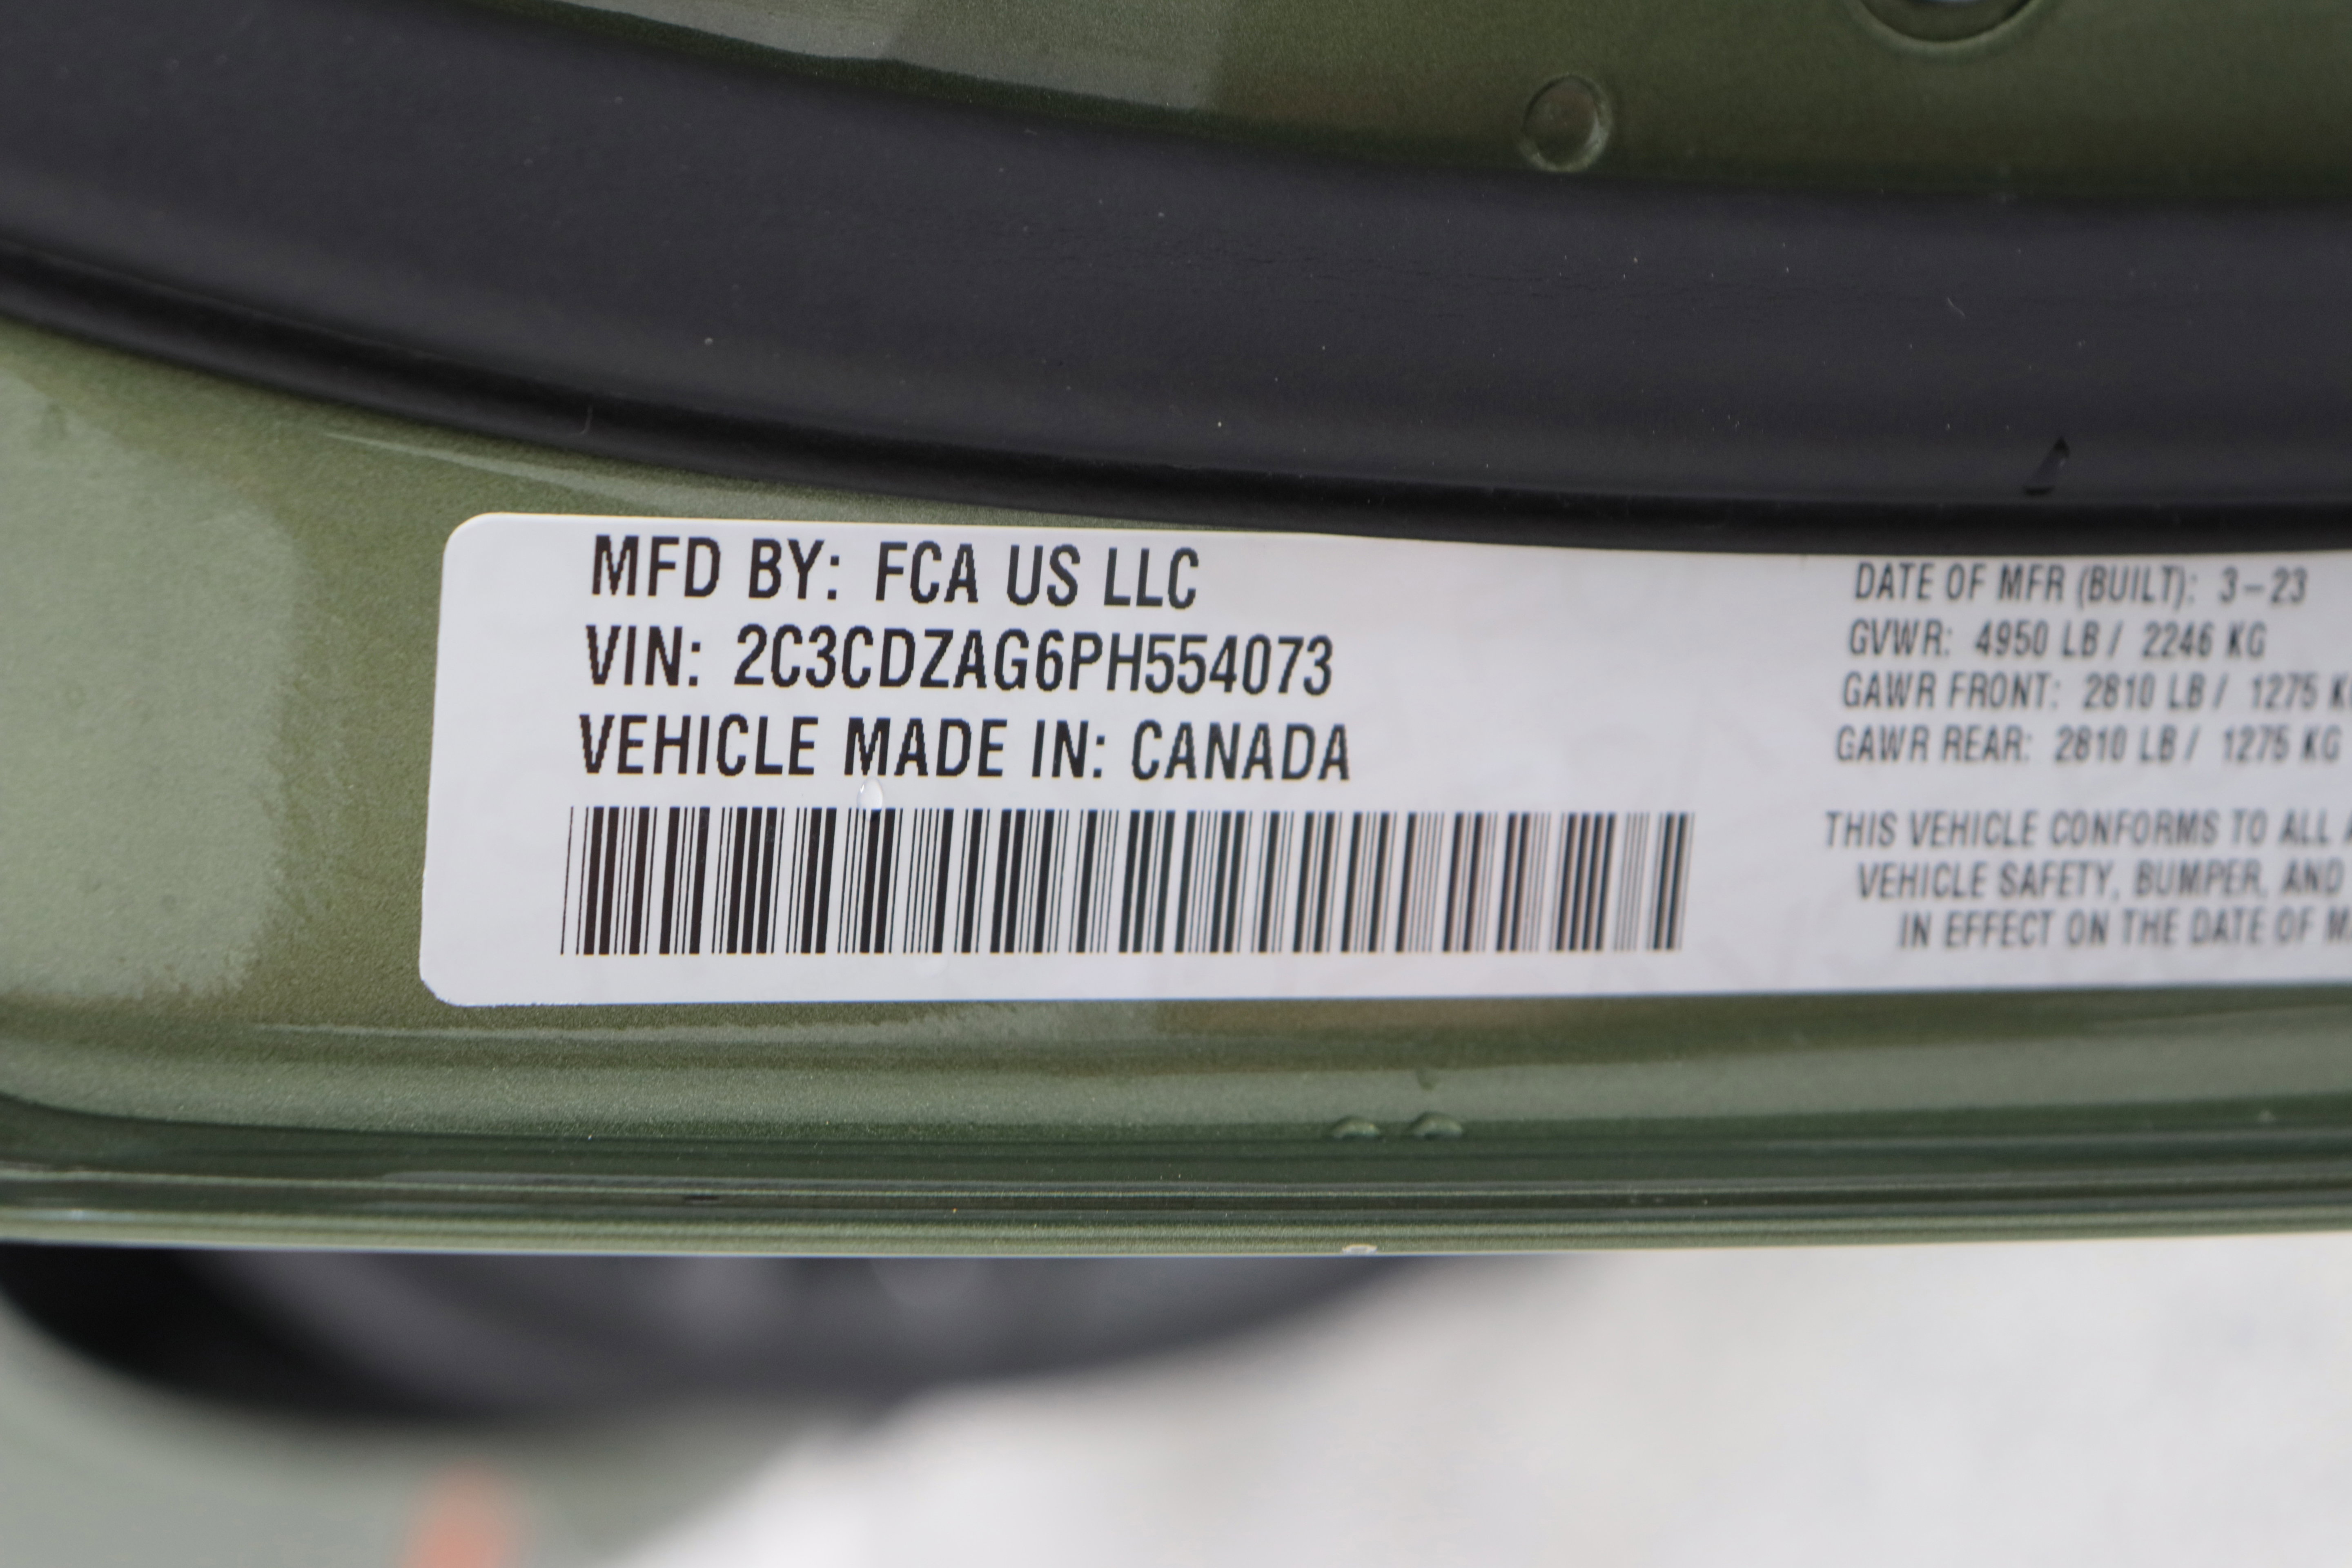 MFD BY: FCA US LLC
VIN: 2C3CDZAG6PH554073
VEHICLE MADE IN: CANADA
DATE OF MFR (BUILT): 3-23
GVWR: 4950 LB / 2246 KG
GAWR FRONT: 2810 LB / 1275
GAWR REAR: 2810 LB / 1275 KG
THIS VEHICLE CONFORMS TO ALL
VEHICLE SAFETY, BUMPER, AND
IN EFFECT ON THE DATE OF